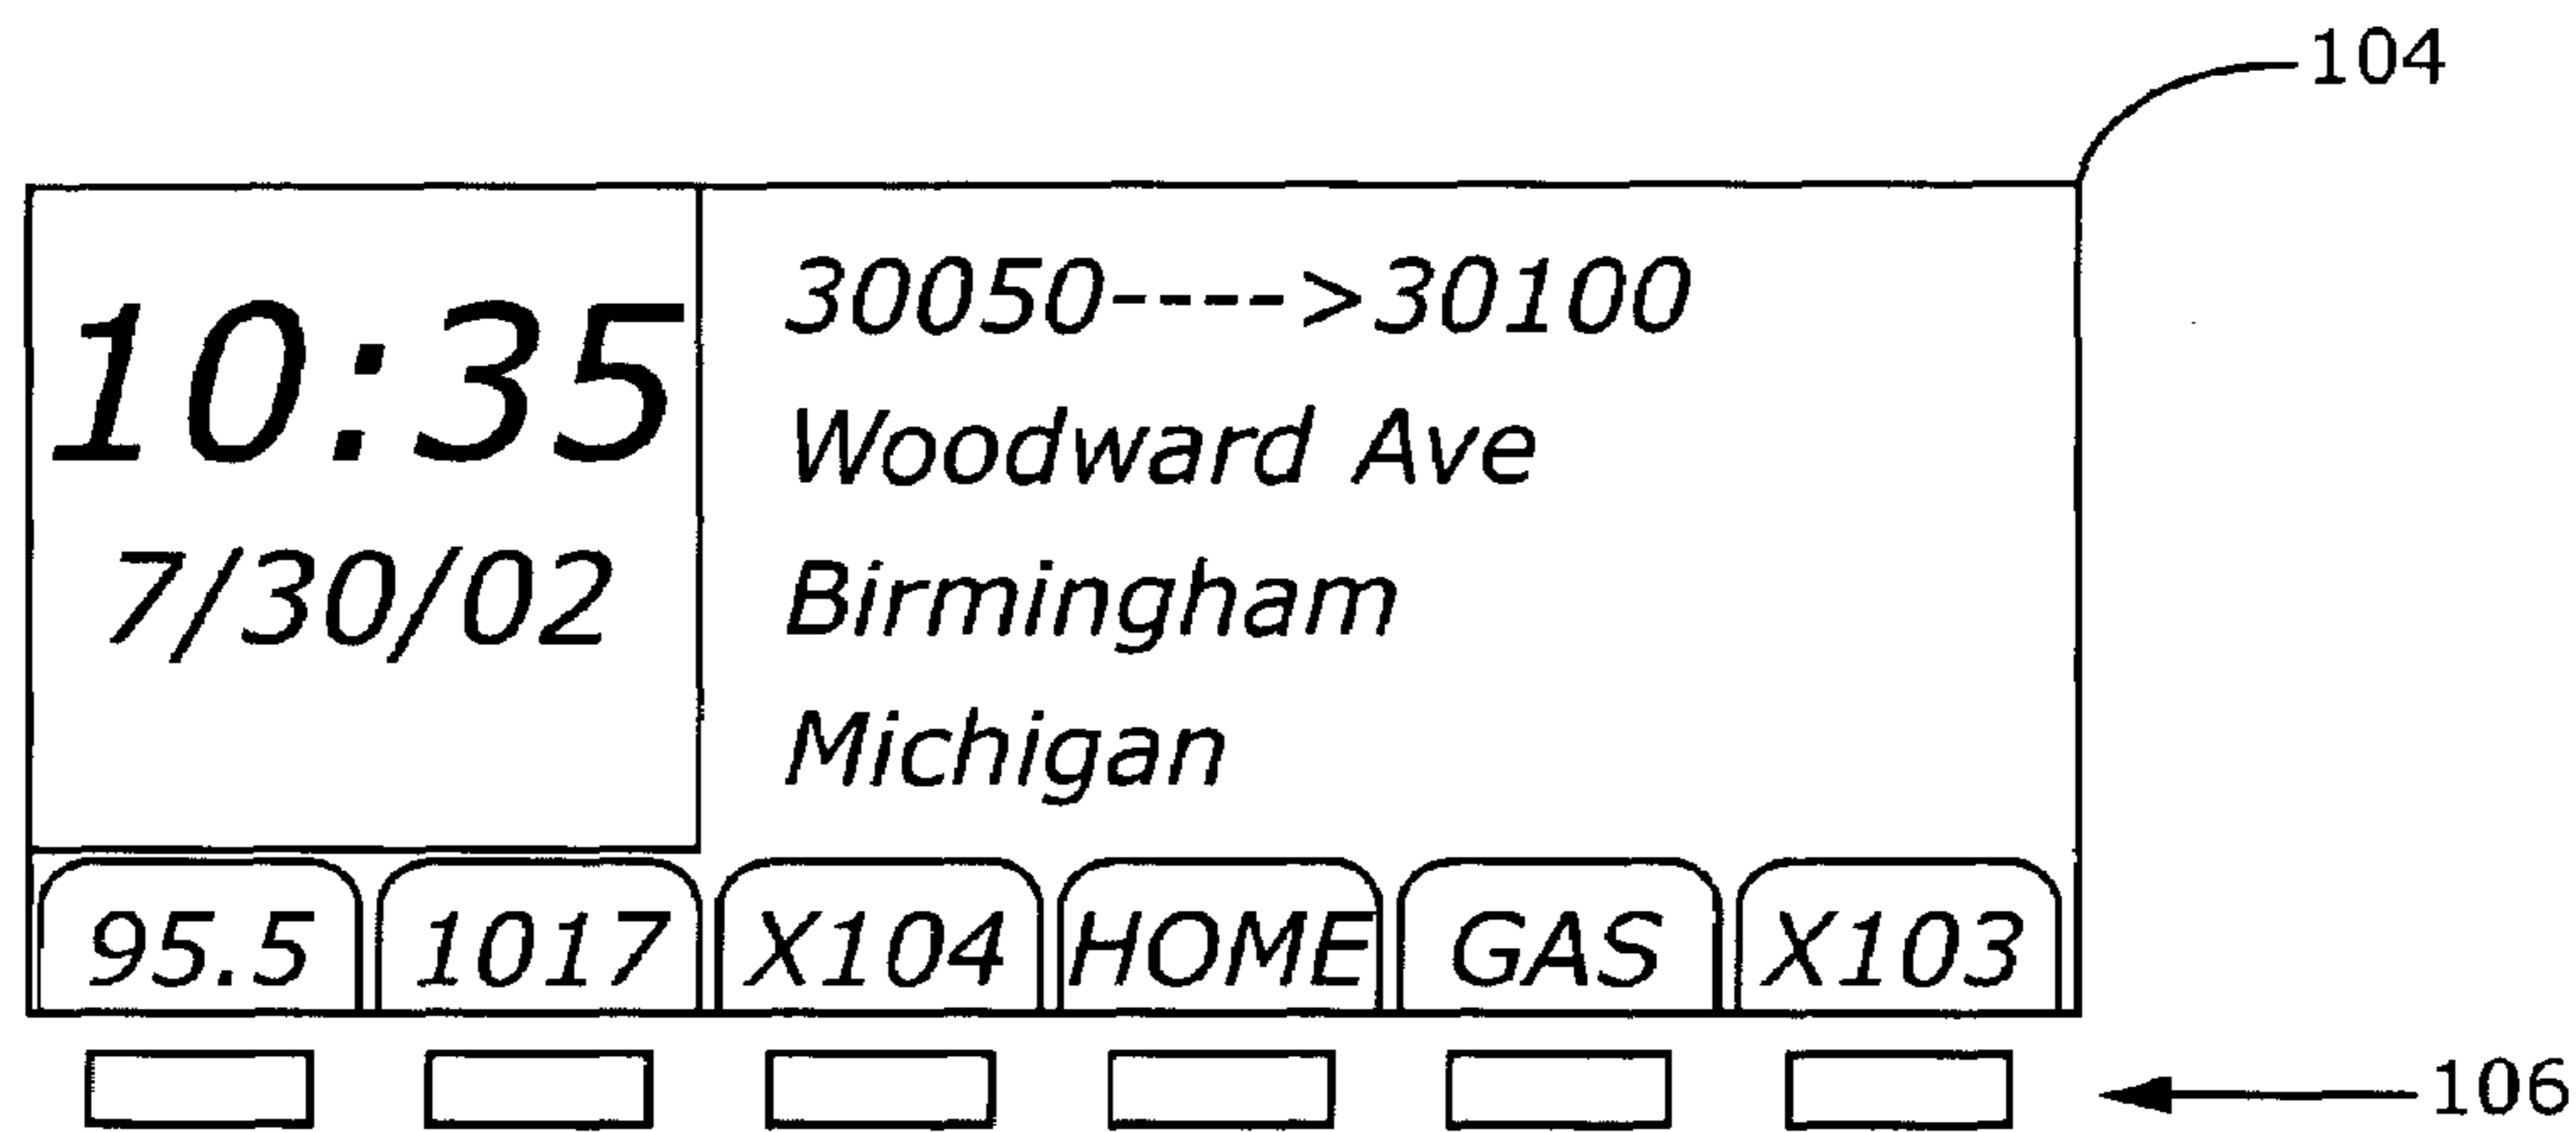 104
10:35
7/30/02
30050---->30100
Woodward Ave
Birmingham
Michigan
95.5 1017 X104 HOME GAS X103
106